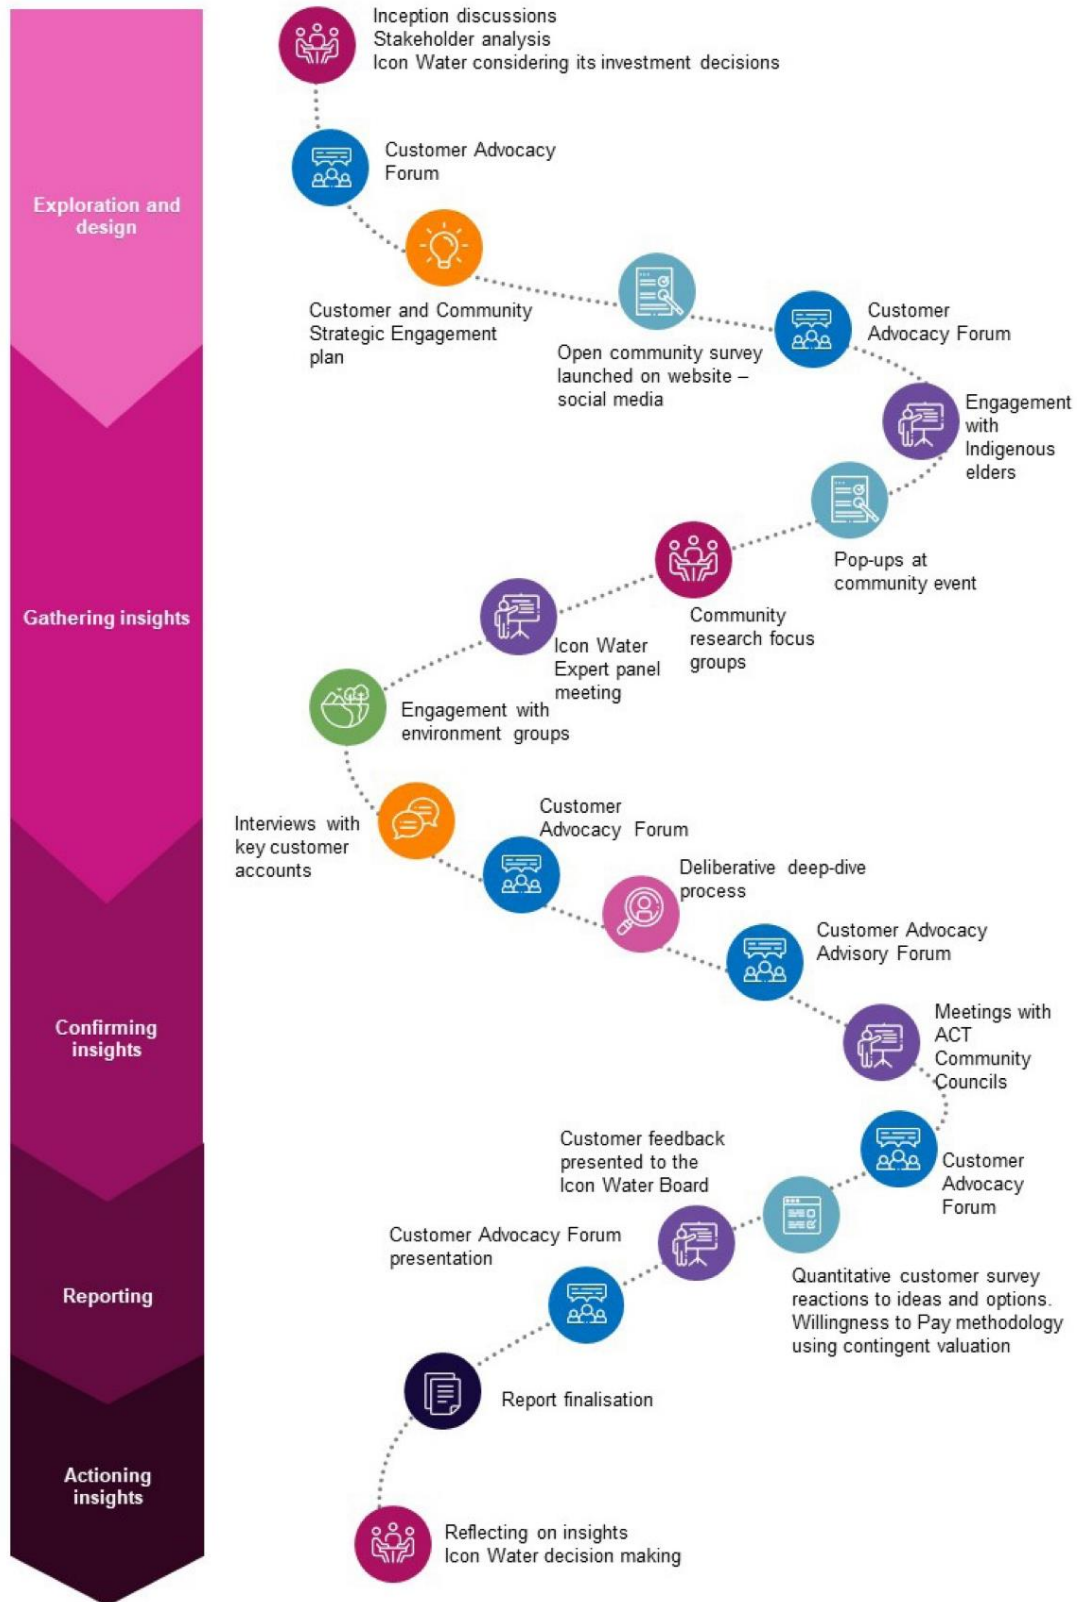 Inception discussions
Stakeholder analysis
Icon Water considering its investment decisions
Customer Advocacy
Forum
Exploration and
design
Customer and Community
Strategic Engagement
plan
Open community survey
launched on website –
social media
Customer
Advocacy Forum
Engagement
with
Indigenous
elders
Pop-ups at
community event
Community
research focus
groups
Gathering insights
Icon Water
Expert panel
meeting
Engagement with
environment groups
Interviews with
key customer
accounts
Customer
Advocacy Forum
Deliberative deep-dive
process
Customer Advocacy
Advisory Forum
Confirming
insights
Meetings with
ACT
Community
Councils
Customer
Advocacy
Forum
Quantitative customer survey
reactions to ideas and options.
Willingness to Pay methodology
using contingent valuation
Customer feedback
presented to the
Icon Water Board
Customer Advocacy Forum
presentation
Reporting
Report finalisation
Actioning
insights
Reflecting on insights
Icon Water decision making